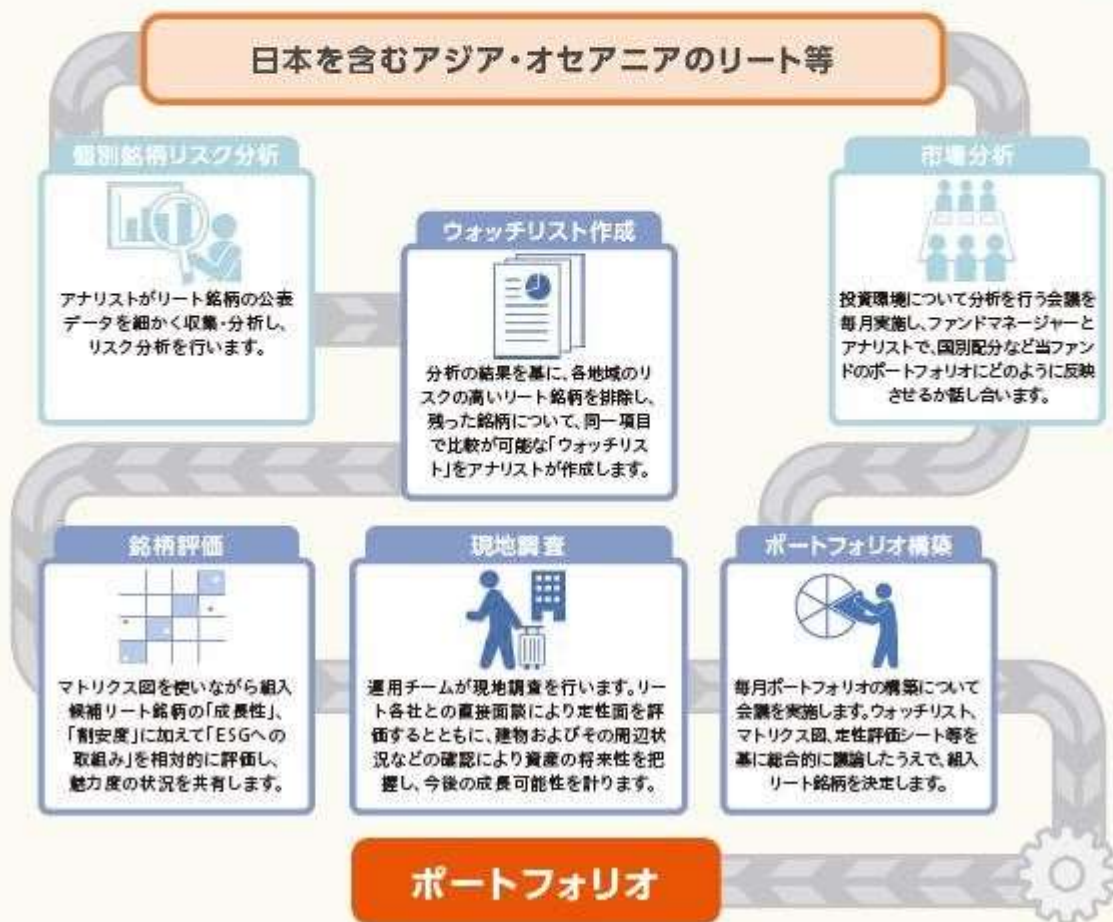 日本を含むアジア・オセアニアのリート等
個別銘柄リスク分析
アナリストがリート銘柄の公表
データを細かく収集・分析し、
リスク分析を行います。
ウォッチリスト作成
分析の結果を基に、各地域のリ
スクの高いリート銘柄を排除し、
残った銘柄について、同一項目
で比較が可能な「ウォッチリス
ト」をアナリストが作成します。
市場分析
投資環境について分析を行う会議を
毎月実施し、ファンドマネージャーと
アナリストで、国別配分など当ファン
ドのポートフォリオにどのように反映
させるか話し合います。
銘柄評価
マトリクス図を使いながら組入
候補リート銘柄の「成長性」、
「割安度」に加えて「ESGへの
取組み」を相対的に評価し、
魅力度の状況を共有します。
現地調査
運用チームが現地調査を行います。リー
ト各社との直接面談により定性面を評
価するとともに、建物およびその周辺状
況などの確認により資産の将来性を把
握し、今後の成長可能性を計ります。
ポートフォリオ構築
毎月ポートフォリオの構築について
会議を実施します。ウォッチリスト、
マトリクス図、定性評価シート等を
基に総合的に議論したうえで、組入
リート銘柄を決定します。
ポートフォリオ